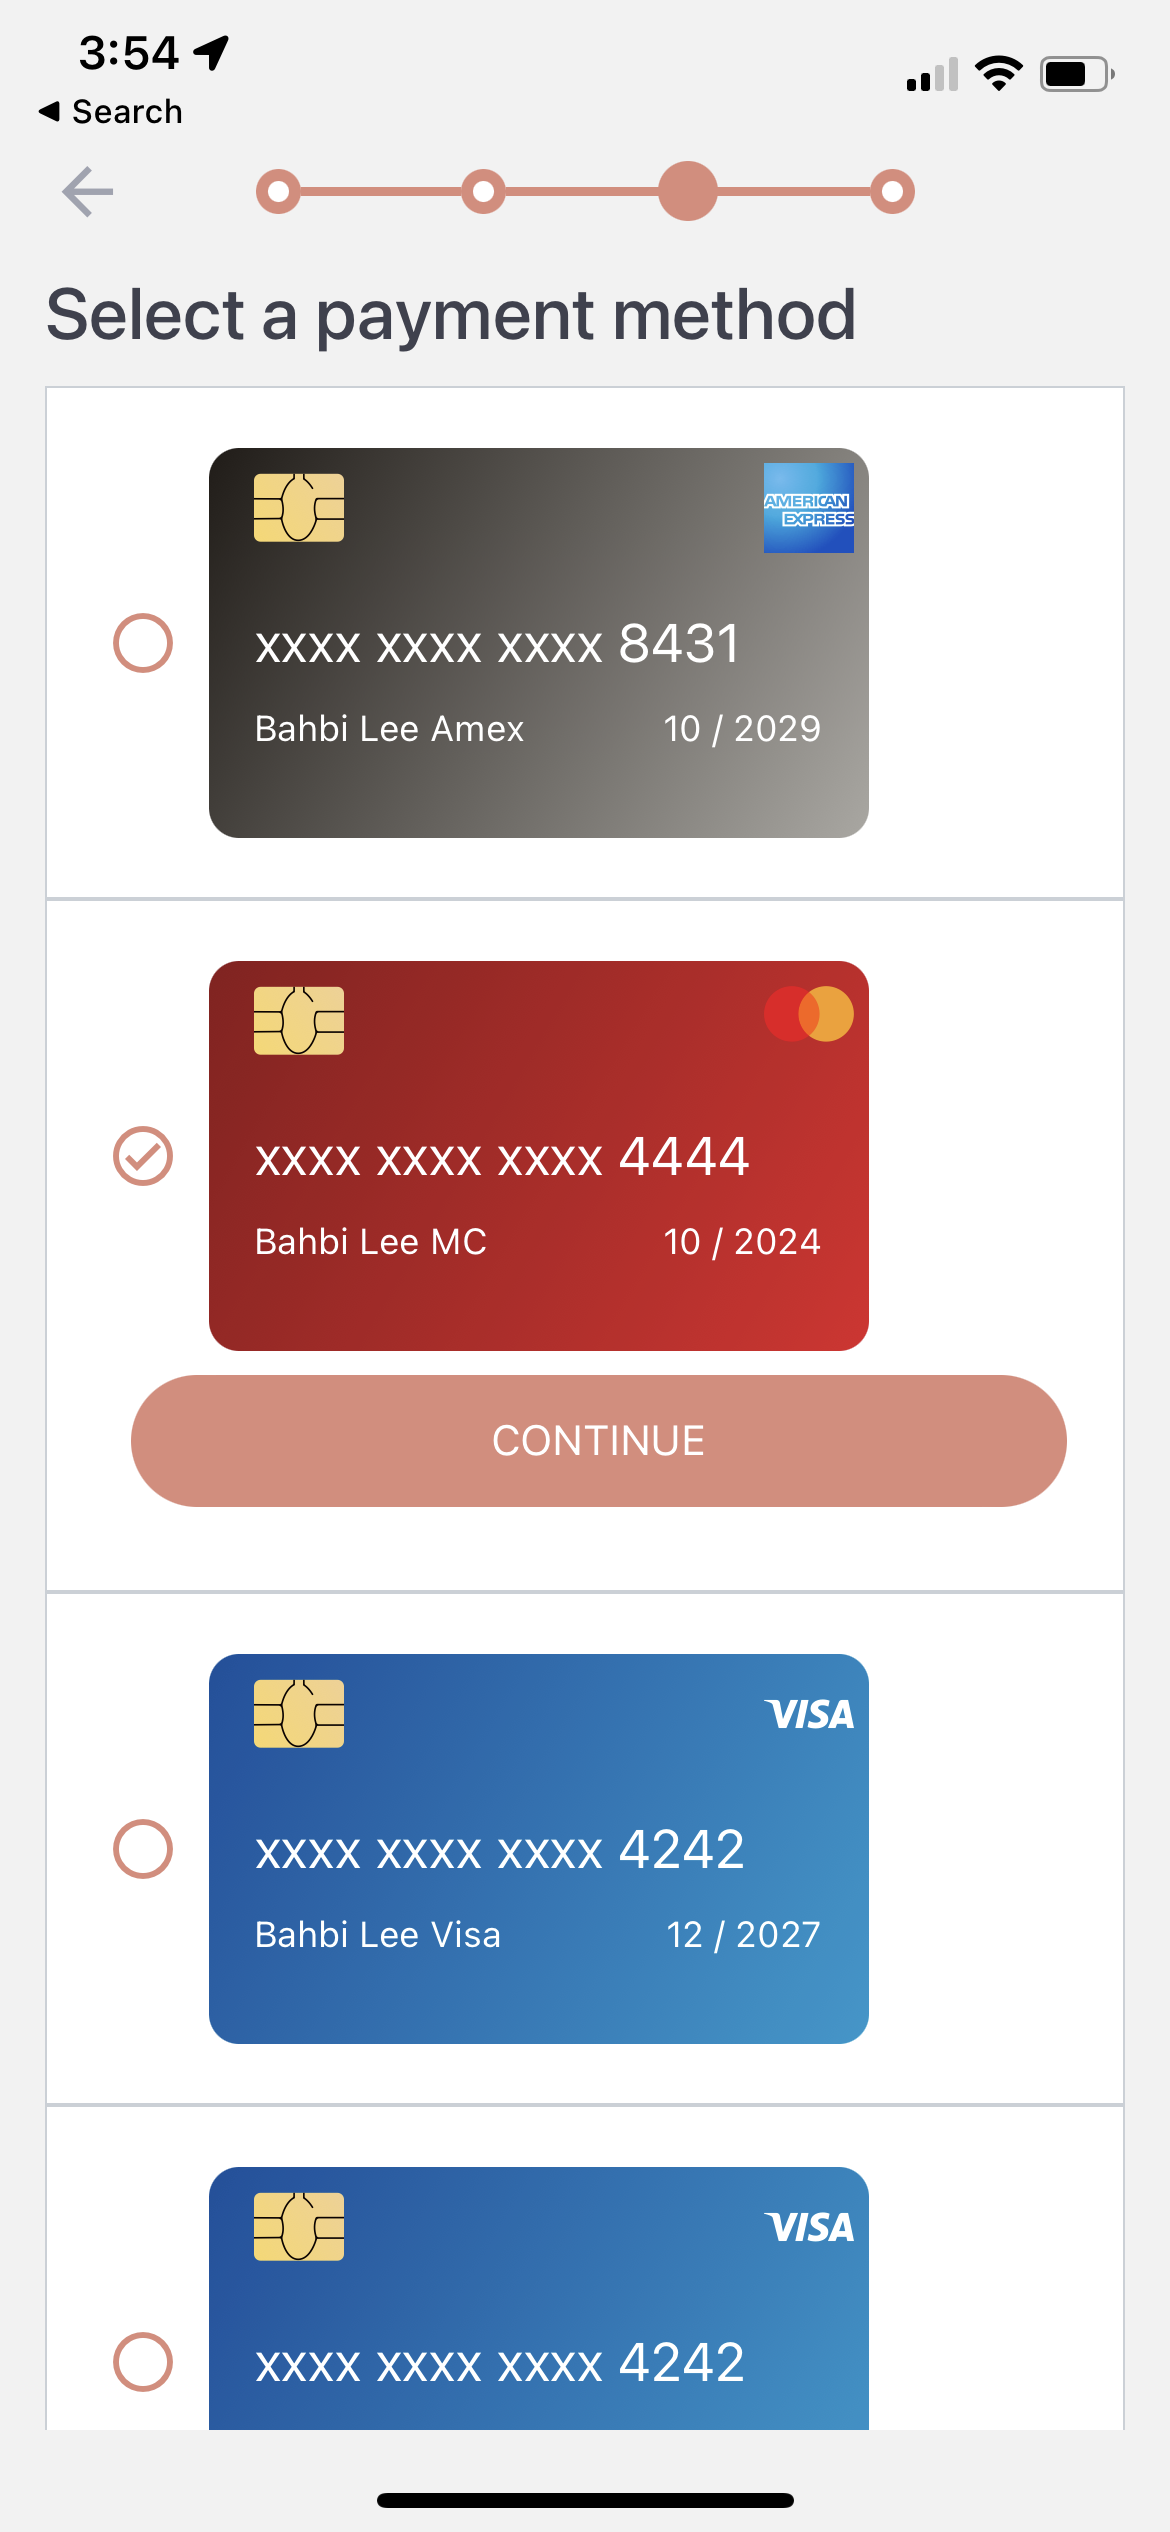 3:54
Search
Select a payment method
AMERICAN
EXPRESS
xxxx xxxx xxxx 8431
Bahbi Lee Amex 10 / 2029
xxxx xxxx xxxx 4444
Bahbi Lee MC 10 / 2024
CONTINUE
VISA
xxxx xxxx xxxx 4242
Bahbi Lee Visa 12 / 2027
VISA
xxxx xxxx xxxx 4242